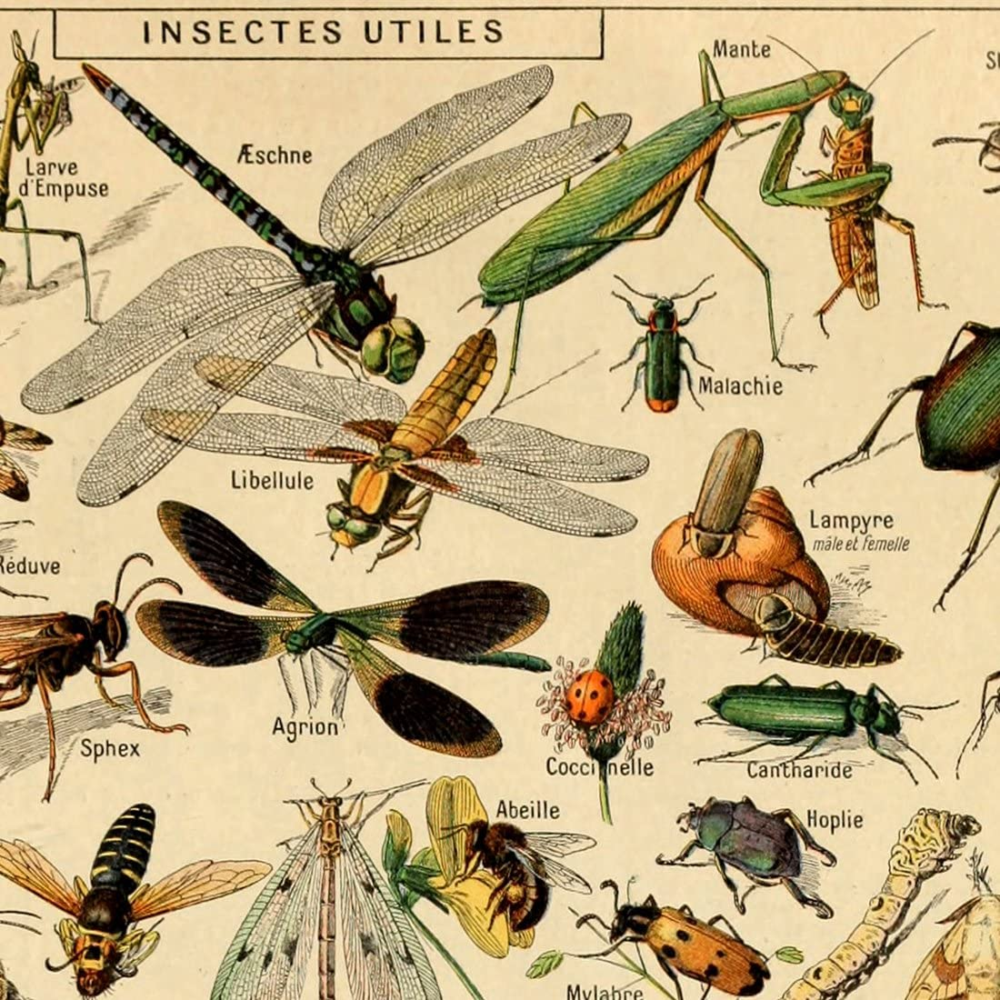 INSECTES UTILES
Mante
Larve
d'Empuse
Æschne
Malachie
Libellule
Lampyre
mâle et femelle
Réduve
Agrion
Sphex
Coccinelle
Cantharide
Abeille
Hoplie
Mylabre